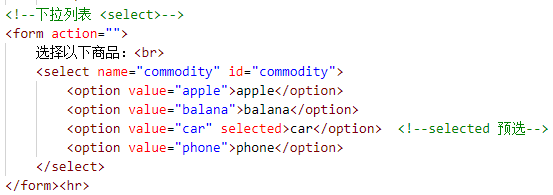 <!--下拉列表 <select>-->
<form action="">
    选择以下商品：<br>
    <select name="commodity" id="commodity">
        <option value="apple">apple</option>
        <option value="balana">balana</option>
        <option value="car" selected>car</option>  <!--selected 预选-->
        <option value="phone">phone</option>
    </select>
</form><hr>